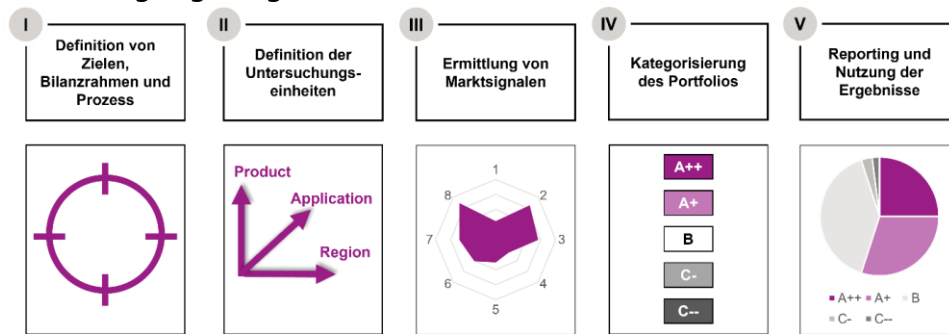 I
II
III
IV
V
Definition von
Zielen,
Bilanzrahmen und
Prozess
Definition der
Untersuchungs-
einheiten
Ermittlung von
Marktsignalen
Kategorisierung
des Portfolios
Reporting und
Nutzung der
Ergebnisse
Product
Application
Region
1
2
3
4
5
6
7
8
A++
A+
B
C-
C--
A++ A+ B
C- C--